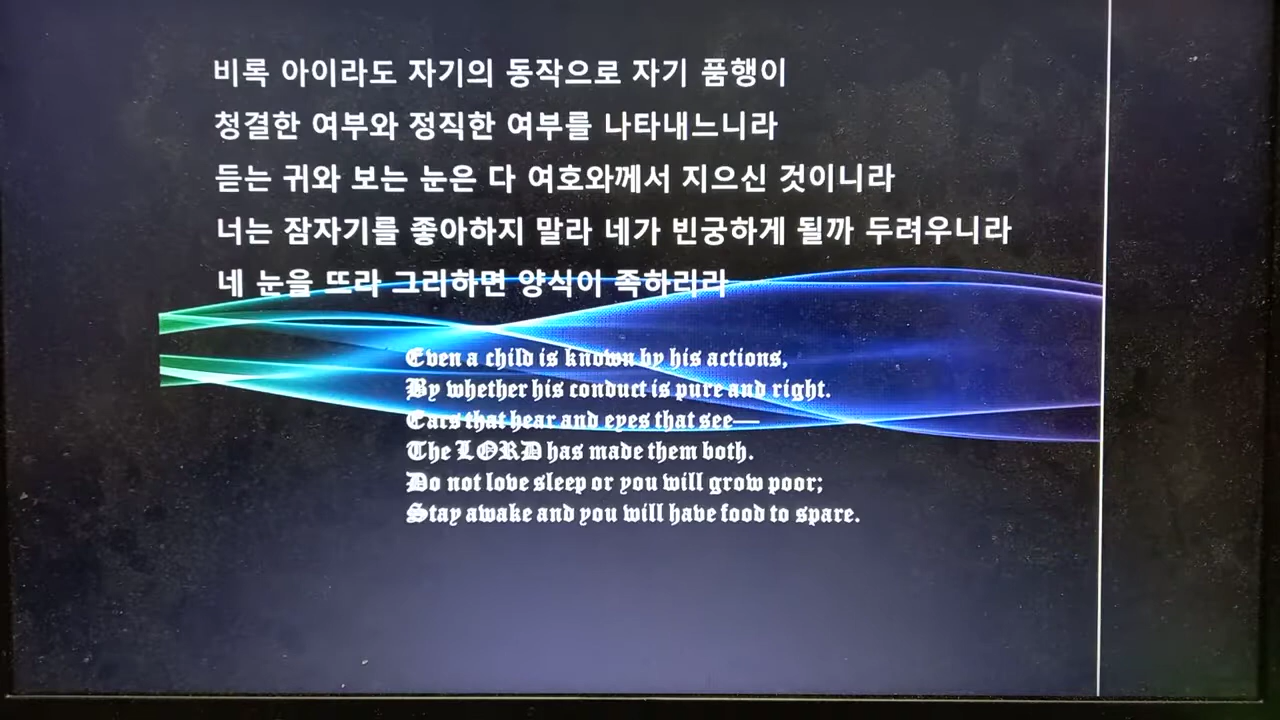 비록 아이라도 자기의 동작으로 자기 품행이
청결한 여부와 정직한 여부를 나타내느니라
듣는 귀와 보는 눈은 다 여호와께서 지으신 것이니라
너는 잠자기를 좋아하지 말라 네가 빈궁하게 될까 두려우니라
네 눈을 뜨라 그리하면 양식이 족하리라
Even a child is known by his actions,
By whether his conduct is pure and right.
Ears that hear and eyes that see—
The LORD has made them both.
Do not love sleep or you will grow poor;
Stay awake and you will have food to spare.